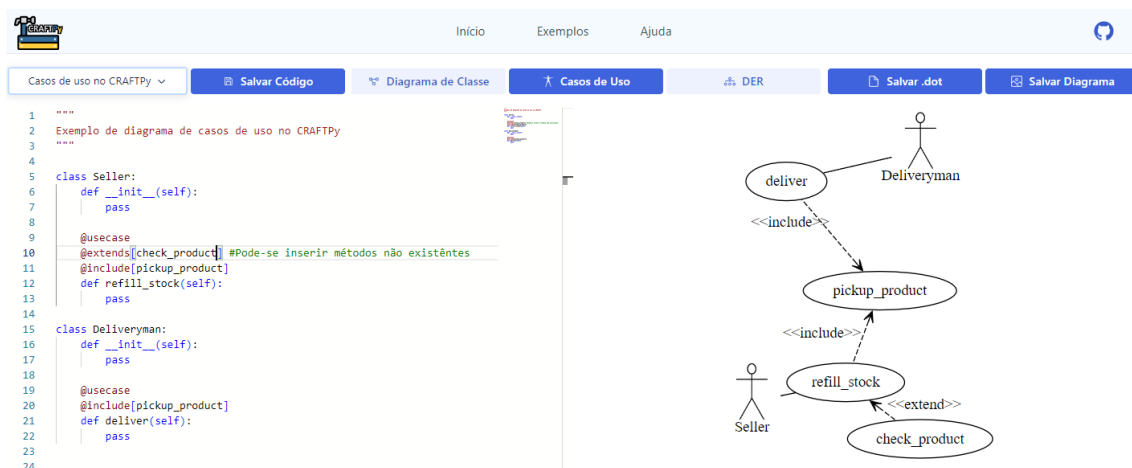 CRAFTPy
Início Exemplos Ajuda
Casos de uso no CRAFTPy Salvar Código Diagrama de Classe Casos de Uso DER Salvar .dot Salvar Diagrama
1 """
2 Exemplo de diagrama de casos de uso no CRAFTPy
3 """
4
5 class Seller:
6 def __init__(self):
7 pass
8
9 @usecase
10 @extends[check_product] #Pode-se inserir métodos não existêntes
11 @include[pickup_product]
12 def refill_stock(self):
13 pass
14
15 class Deliveryman:
16 def __init__(self):
17 pass
18
19 @usecase
20 @include[pickup_product]
21 def deliver(self):
22 pass
23
24
Deliveryman
deliver
<<include>>
pickup_product
<<include>>
refill_stock
<<extend>>
Seller
check_product